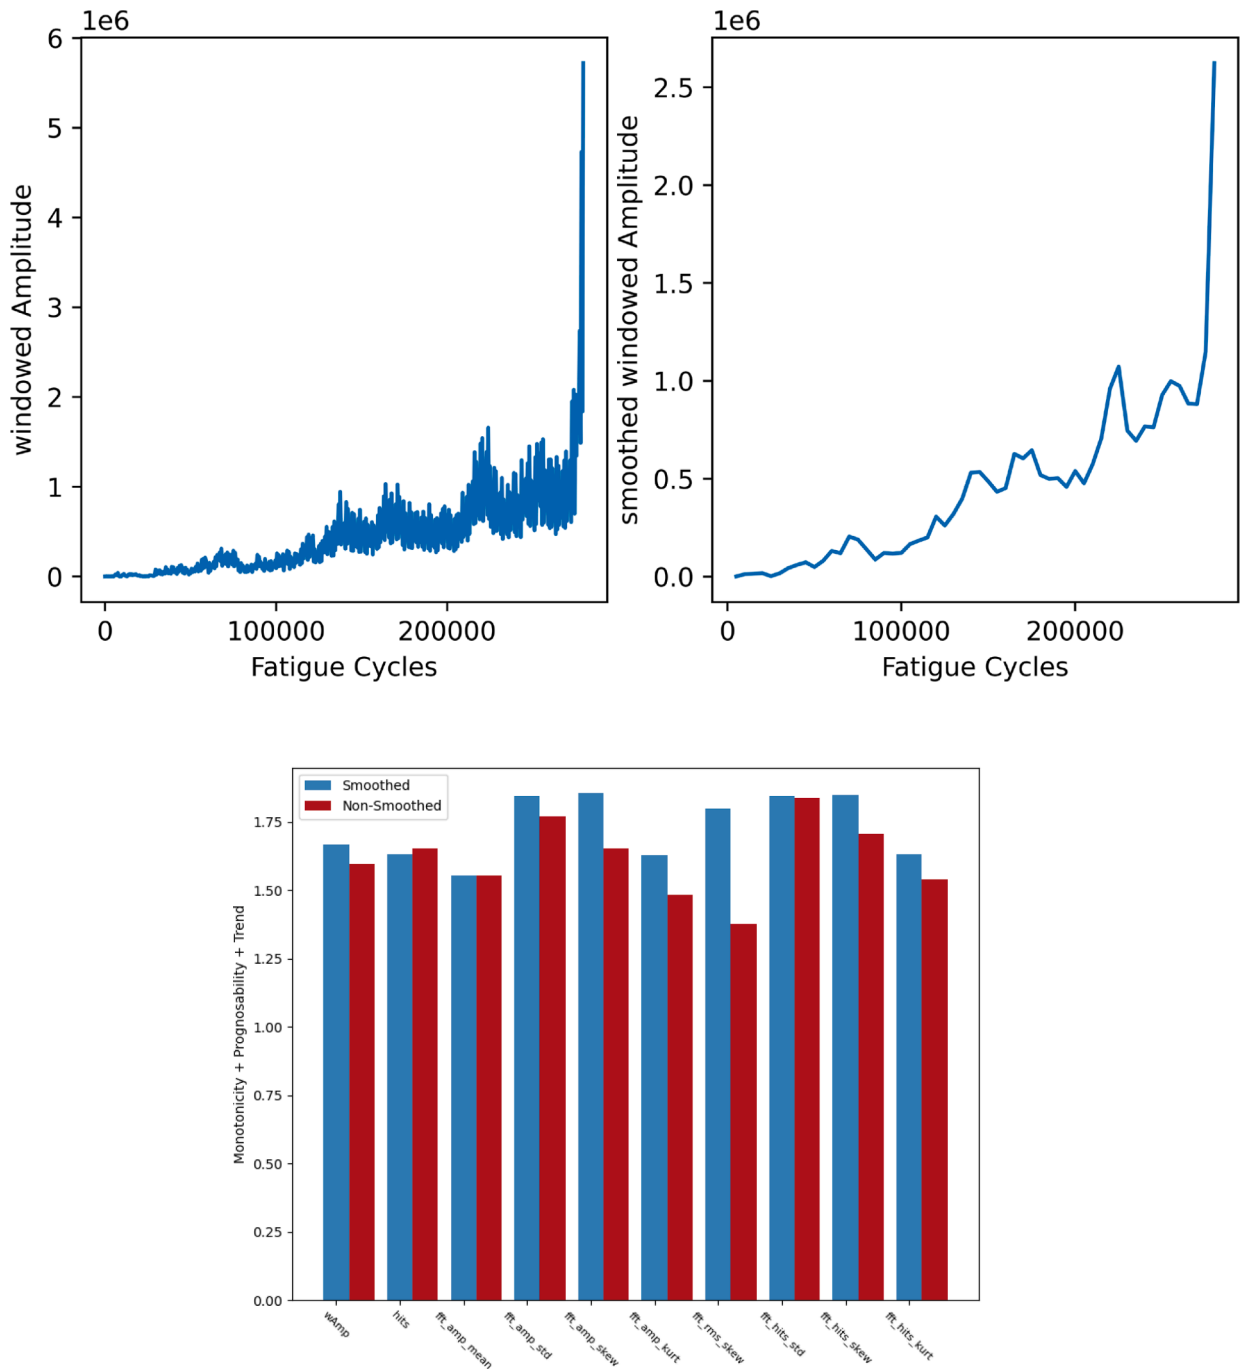 1e6
6
5
4
3
2
1
0
windowed Amplitude
0 100000 200000
Fatigue Cycles
1e6
2.5
2.0
1.5
1.0
0.5
0.0
smoothed windowed Amplitude
0 100000 200000
Fatigue Cycles
Smoothed
Non-Smoothed
1.75
1.50
1.25
1.00
0.75
0.50
0.25
0.00
Monotonicity + Prognosability + Trend
wAmp
hits
fft_amp_mean
fft_amp_std
fft_amp_skew
fft_amp_kurt
fft_rms_skew
fft_hits_std
fft_hits_skew
fft_hits_kurt